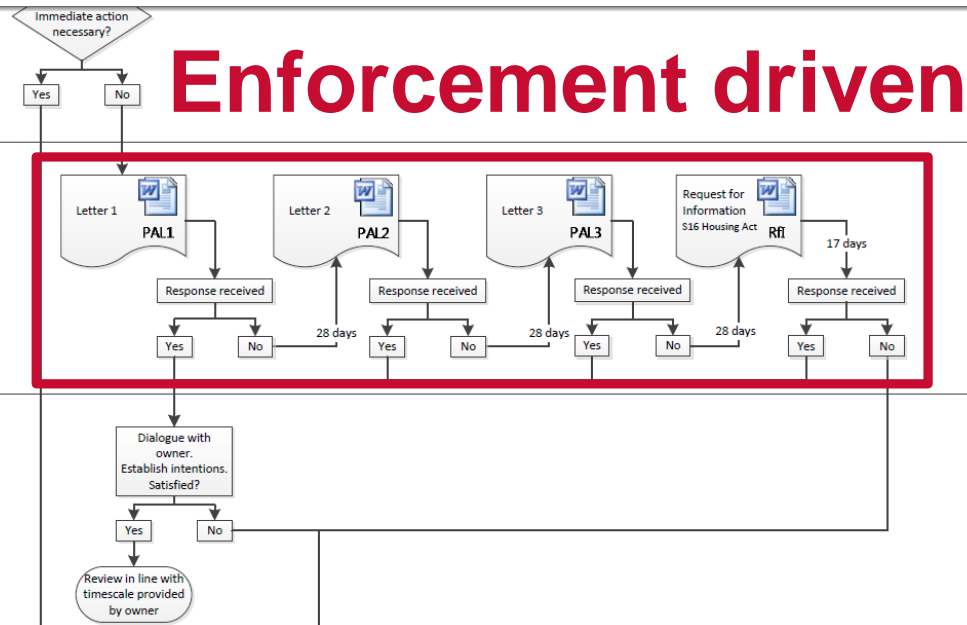 Immediate action
necessary?
Enforcement driven
Yes
No
Letter 1
W
PAL1
Letter 2
W
PAL2
Letter 3
W
PAL3
Request for
Information
S16 Housing Act
W
RfI
17 days
Response received
Response received
Response received
Response received
Yes
No
28 days
Yes
No
28 days
Yes
No
28 days
Yes
No
Dialogue with
owner.
Establish intentions.
Satisfied?
Yes
No
Review in line with
timescale provided
by owner